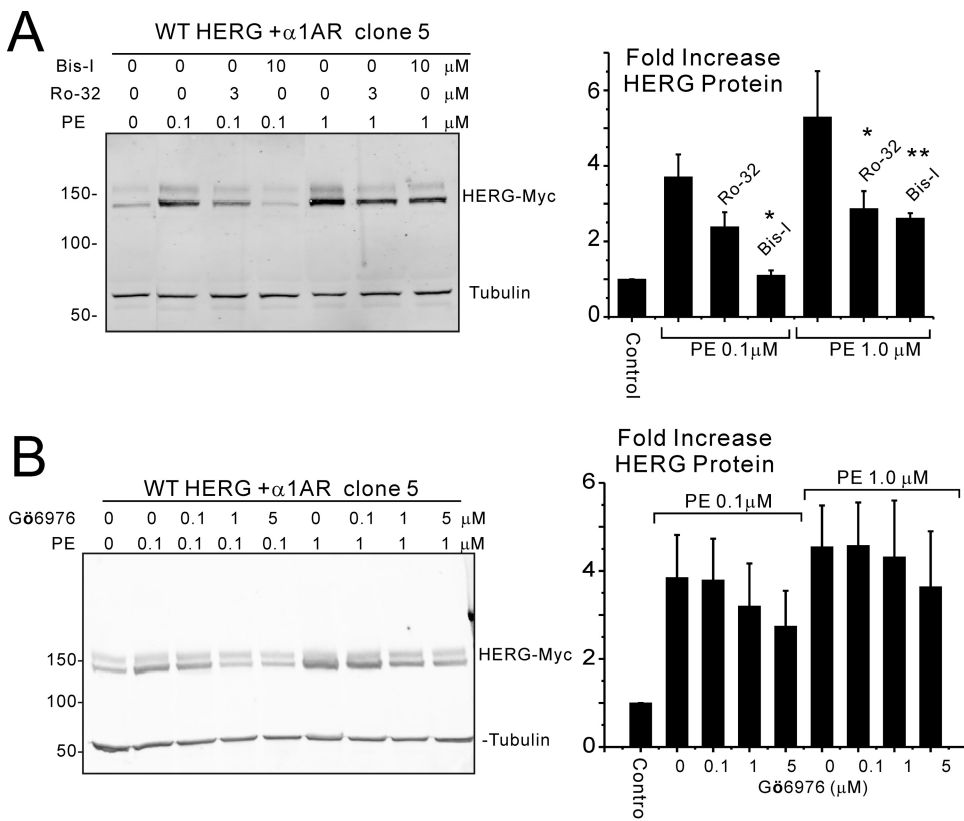 A
WT HERG +α1AR clone 5
Bis-I 0 0 0 10 0 0 10 μM
Ro-32 0 0 3 0 0 3 0 μM
PE 0 0.1 0.1 0.1 1 1 1 μM
150-
100-
50-
HERG-Myc
Tubulin
Fold Increase
HERG Protein
6
4
2
0
Ro-32
*
Bis-I
*
Ro-32
**
Bis-I
Control
PE 0.1μM
PE 1.0 μM
B
WT HERG +α1AR clone 5
Gö6976 0 0 0.1 1 5 0 0.1 1 5 μM
PE 0 0.1 0.1 0.1 0.1 1 1 1 1 μM
150-
100-
50-
HERG-Myc
-Tubulin
Fold Increase
HERG Protein
PE 0.1μM
PE 1.0 μM
6
4
2
0
Contro
0 0.1 1 5 0 0.1 1 5
Gö6976 (μM)